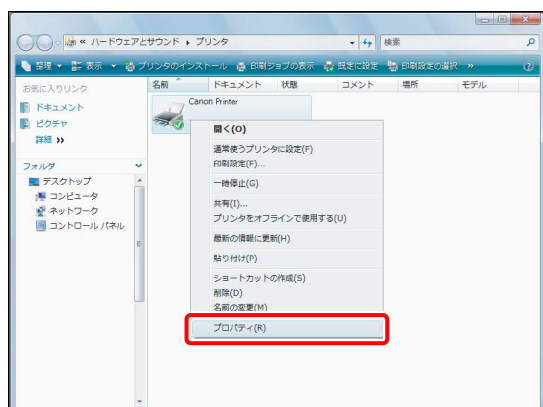 « ハードウェアとサウンド ▸ プリンタ
検索
整理 表示 プリンタのインストール 印刷ジョブの表示 既定に設定 印刷設定の選択 »
お気に入りリンク
ドキュメント
ピクチャ
詳細 »
フォルダ
デスクトップ
コンピュータ
ネットワーク
コントロール パネル
名前 ドキュメント 状態 コメント 場所 モデル
Canon Printer
開く(O)
通常使うプリンタに設定(F)
印刷設定(F)...
一時停止(G)
共有(I)...
プリンタをオフラインで使用する(U)
最新の情報に更新(H)
貼り付け(P)
ショートカットの作成(S)
削除(D)
名前の変更(M)
プロパティ(R)